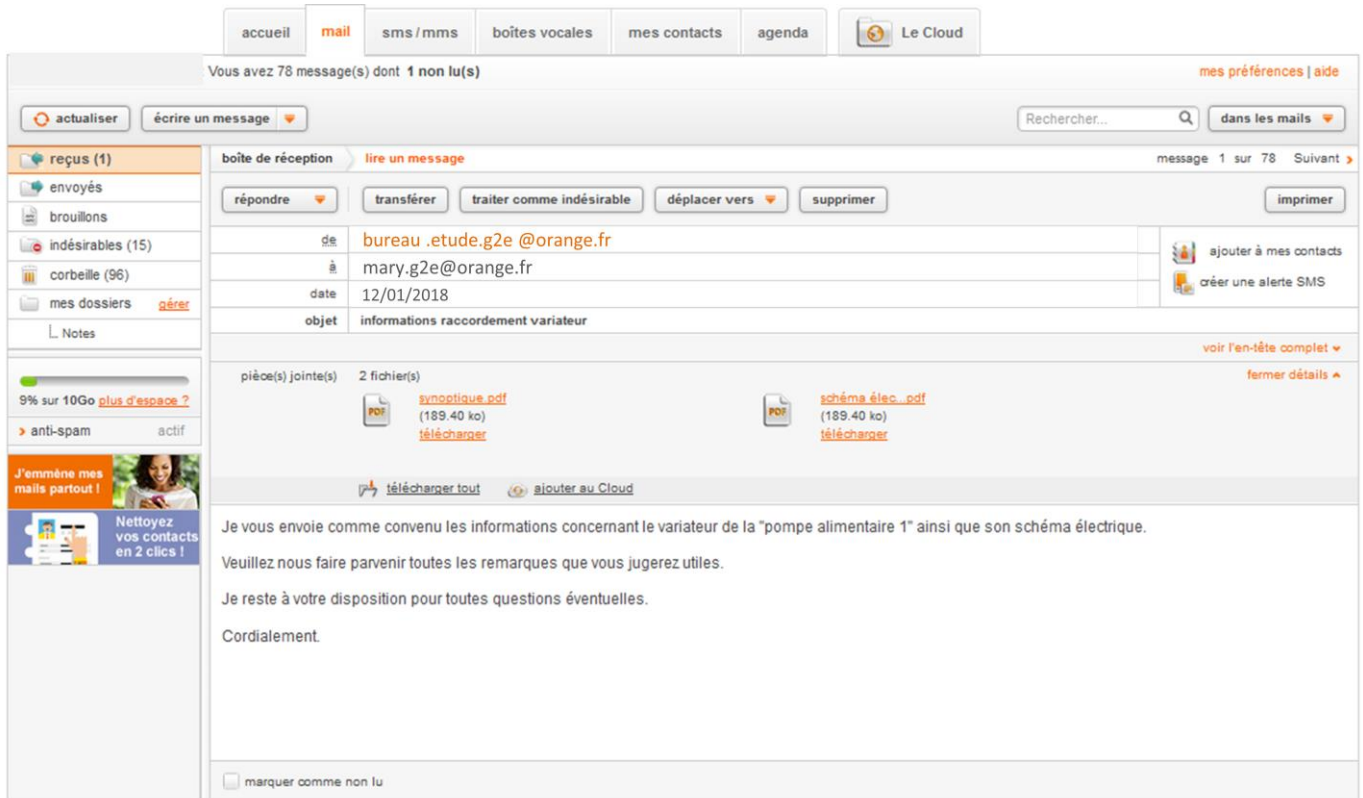 accueil mail sms/mms boîtes vocales mes contacts agenda Le Cloud
Vous avez 78 message(s) dont 1 non lu(s) mes préférences | aide
actualiser écrire un message Rechercher... dans les mails
reçus (1) boîte de réception lire un message message 1 sur 78 Suivant
envoyés
répondre transférer traiter comme indésirable déplacer vers supprimer imprimer
brouillons
indésirables (15)
corbeille (96)
mes dossiers gérer
Notes
de bureau .etude.g2e @orange.fr
à mary.g2e@orange.fr
date 12/01/2018
objet informations raccordement variateur
ajouter à mes contacts
créer une alerte SMS
voir l'en-tête complet
9% sur 10Go plus d'espace ?
anti-spam actif
pièce(s) jointe(s) 2 fichier(s) fermer détails
PDF synoptique.pdf
(189.40 ko)
télécharger
PDF schéma élec...pdf
(189.40 ko)
télécharger
télécharger tout ajouter au Cloud
J'emmène mes
mails partout !
Nettoyez
vos contacts
en 2 clics !
Je vous envoie comme convenu les informations concernant le variateur de la "pompe alimentaire 1" ainsi que son schéma électrique.
Veuillez nous faire parvenir toutes les remarques que vous jugerez utiles.
Je reste à votre disposition pour toutes questions éventuelles.
Cordialement.
marquer comme non lu